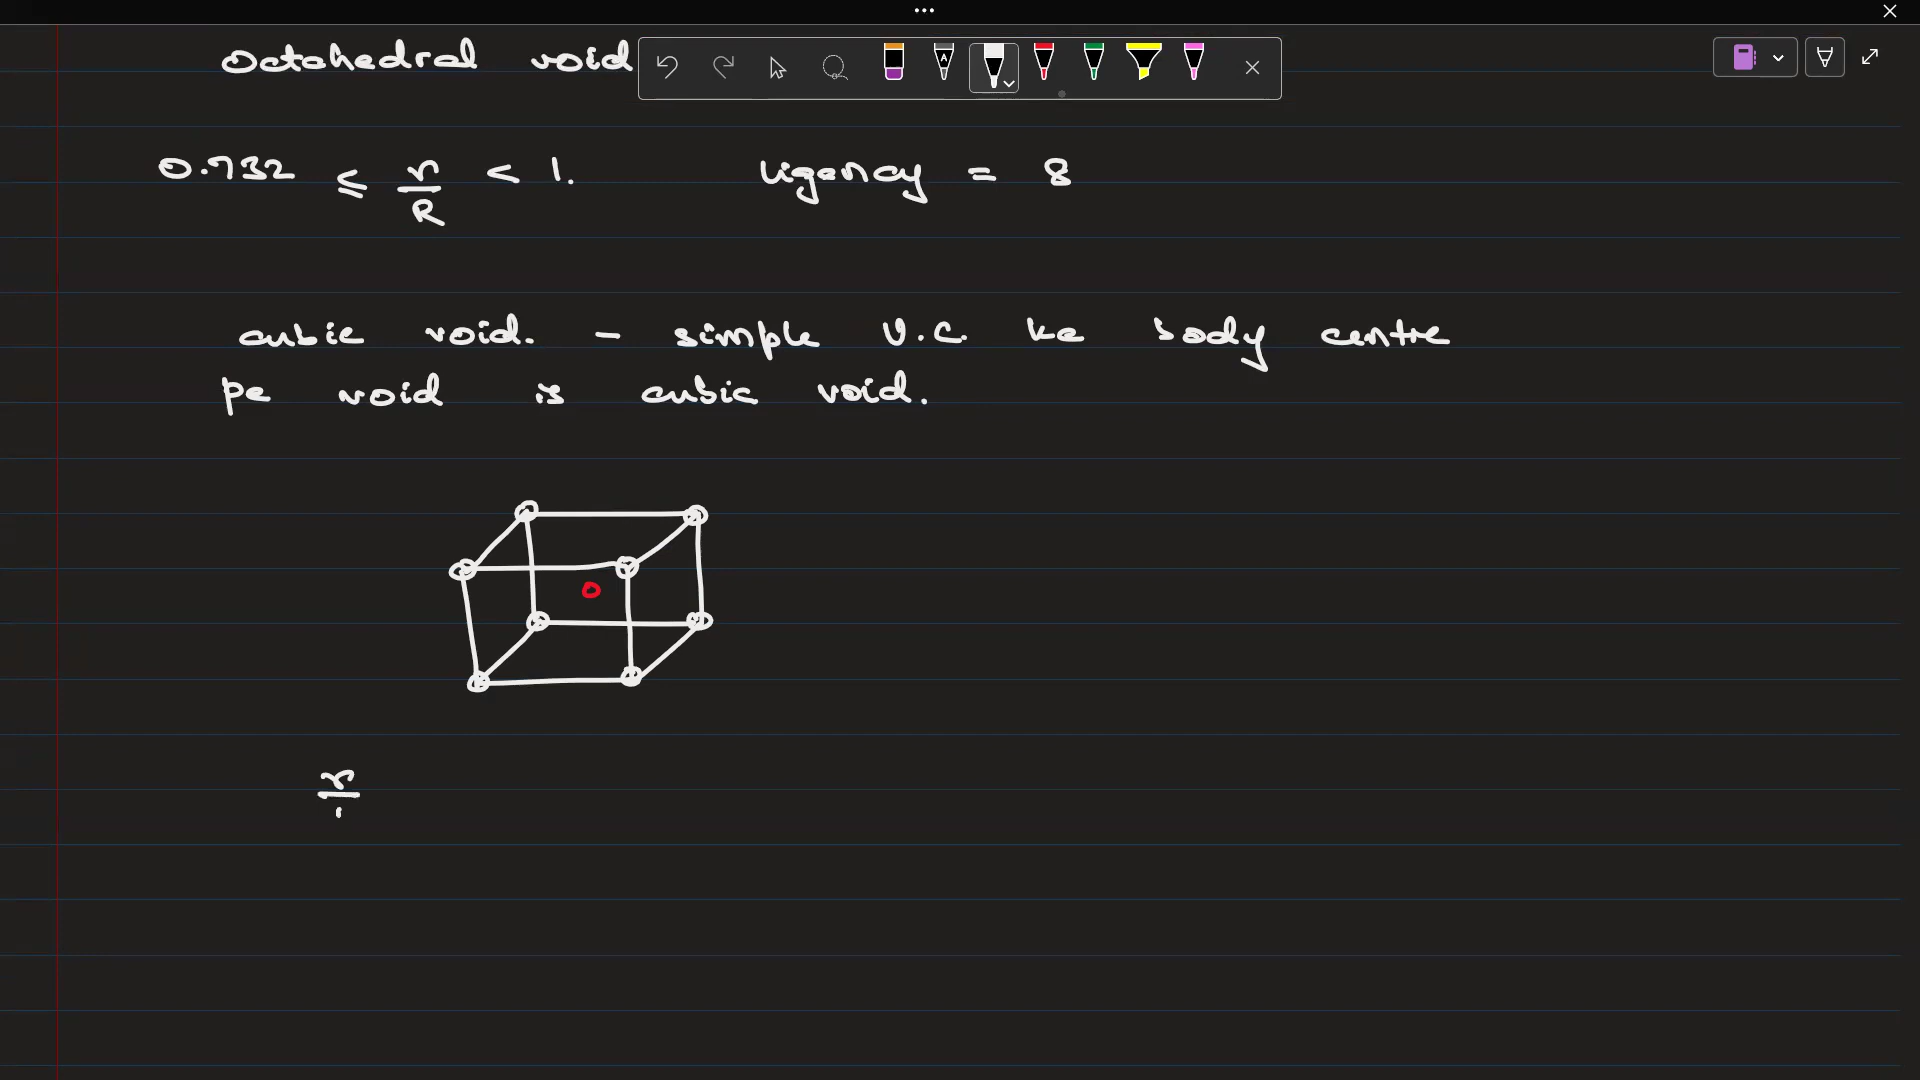 octahedral void
0.732 ≤ r/R < 1. ligancy = 8
cubic void. - simple U.C. ke body centre
pe void is cubic void.
r